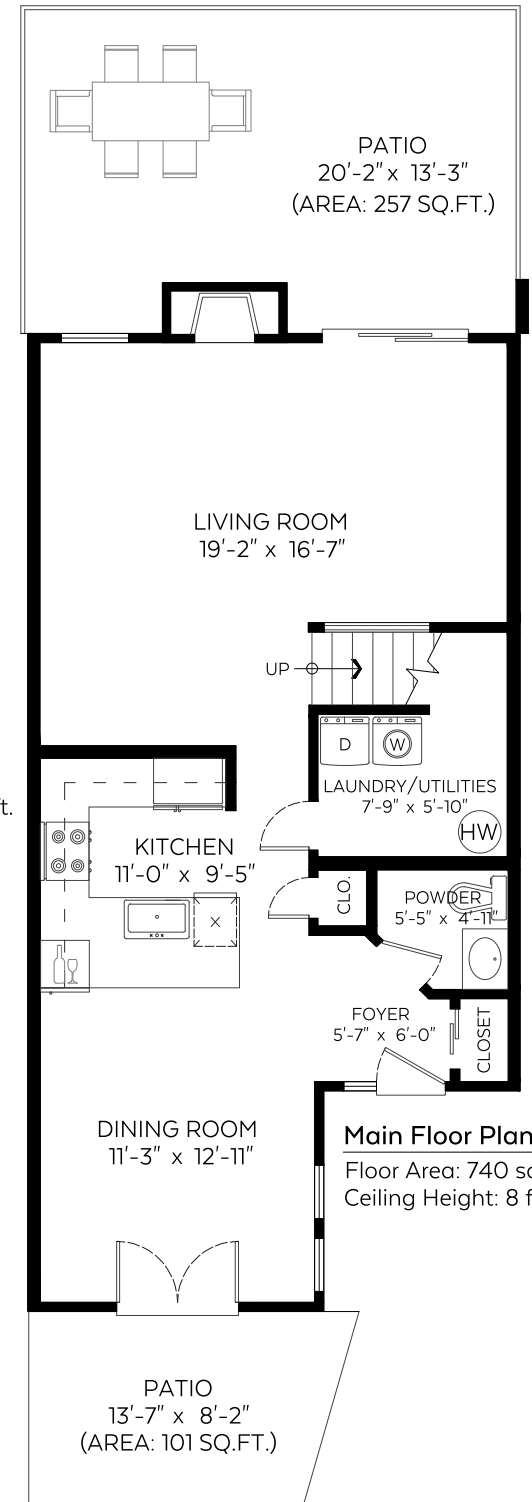 PATIO
20'-2" x 13'-3"
(AREA: 257 SQ.FT.)
LIVING ROOM
19'-2" x 16'-7"
UP
D
W
LAUNDRY/UTILITIES
7'-9" x 5'-10"
HW
ft.
KITCHEN
11'-0" x 9'-5"
CLO.
POWDER
5'-5" x 4'-11"
X
FOYER
5'-7" x 6'-0"
CLOSET
DINING ROOM
11'-3" x 12'-11"
Main Floor Plan
Floor Area: 740 sq
Ceiling Height: 8 f
PATIO
13'-7" x 8'-2"
(AREA: 101 SQ.FT.)